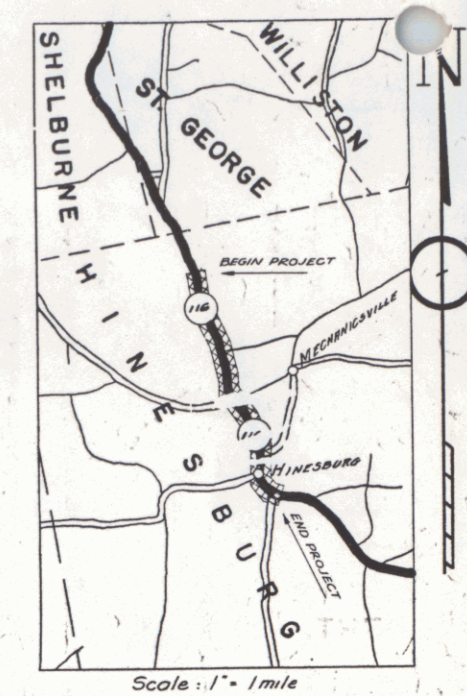 SHELBURNE
ST. GEORGE
WILLISTON
N
BEGIN PROJECT
116
MECHANICSVILLE
HINESBURG
HINESBURG
END PROJECT
Scale : 1" = 1 mile